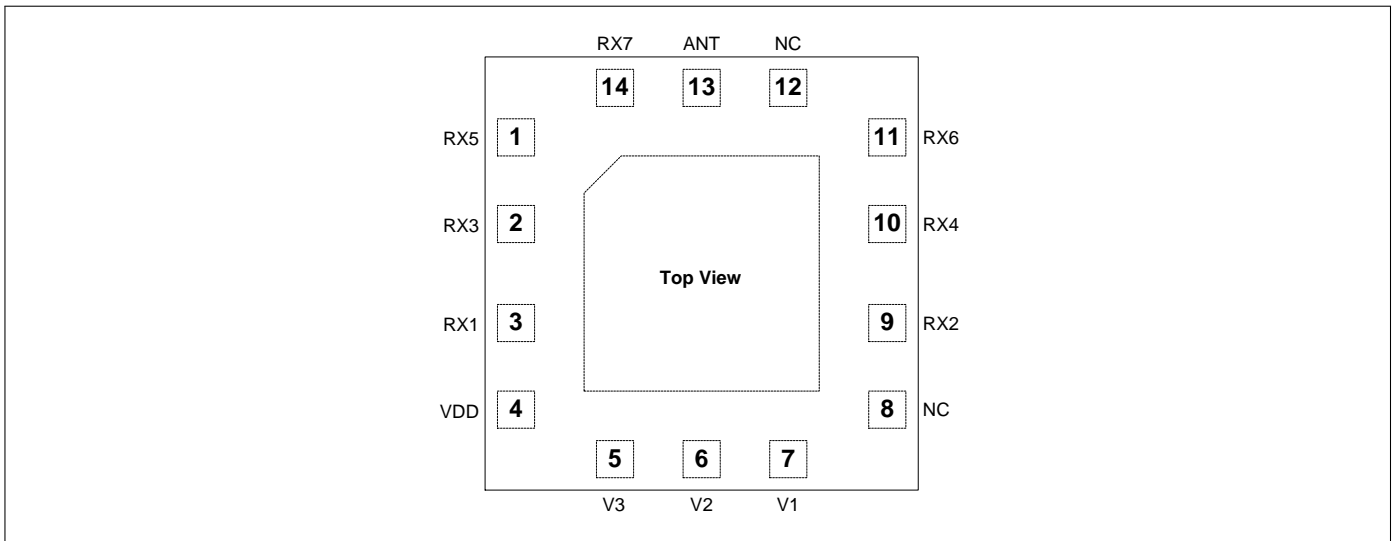 RX7 ANT NC
14 13 12
RX5 1 11 RX6
RX3 2 10 RX4
Top View
RX1 3 9 RX2
VDD 4 8 NC
5 6 7
V3 V2 V1